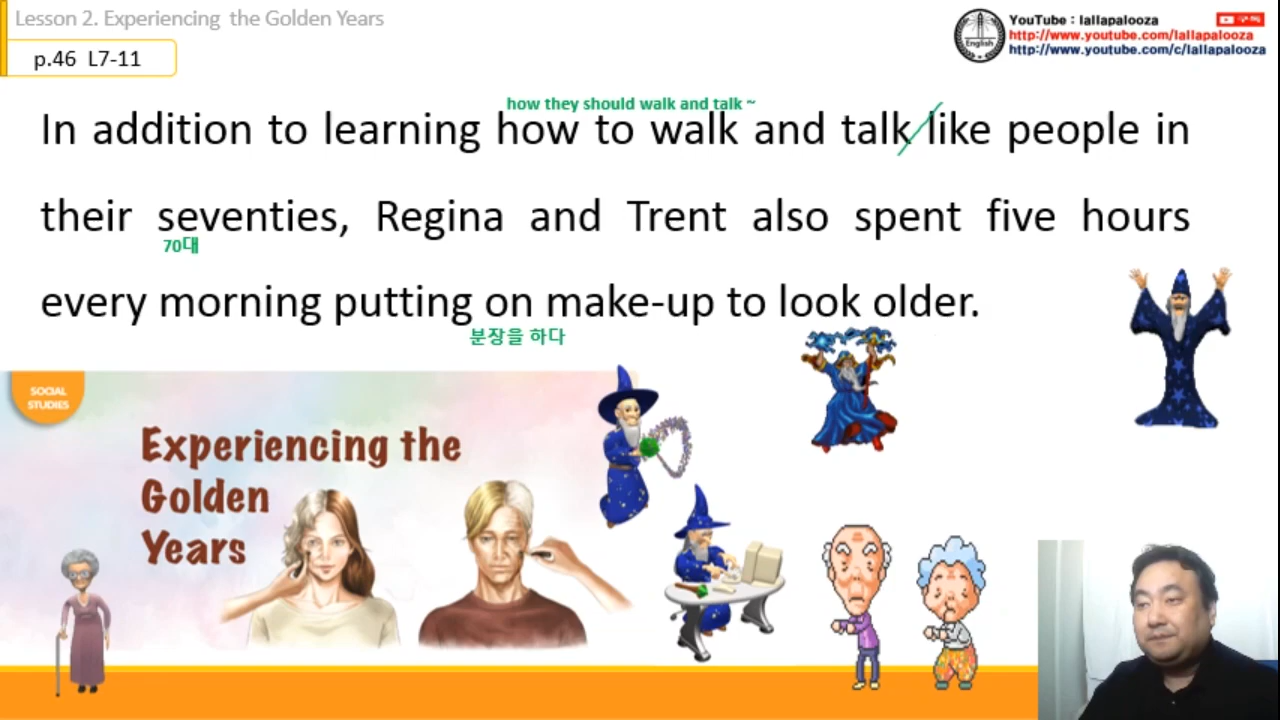 Lesson 2. Experiencing the Golden Years
p.46 L7-11
English
YouTube : lallapalooza
http://www.youtube.com/lallapalooza
http://www.youtube.com/c/lallapalooza
how they should walk and talk ~
In addition to learning how to walk and talk like people in
their seventies, Regina and Trent also spent five hours
70대
every morning putting on make-up to look older.
분장을 하다
SOCIAL
STUDIES
Experiencing the
Golden
Years